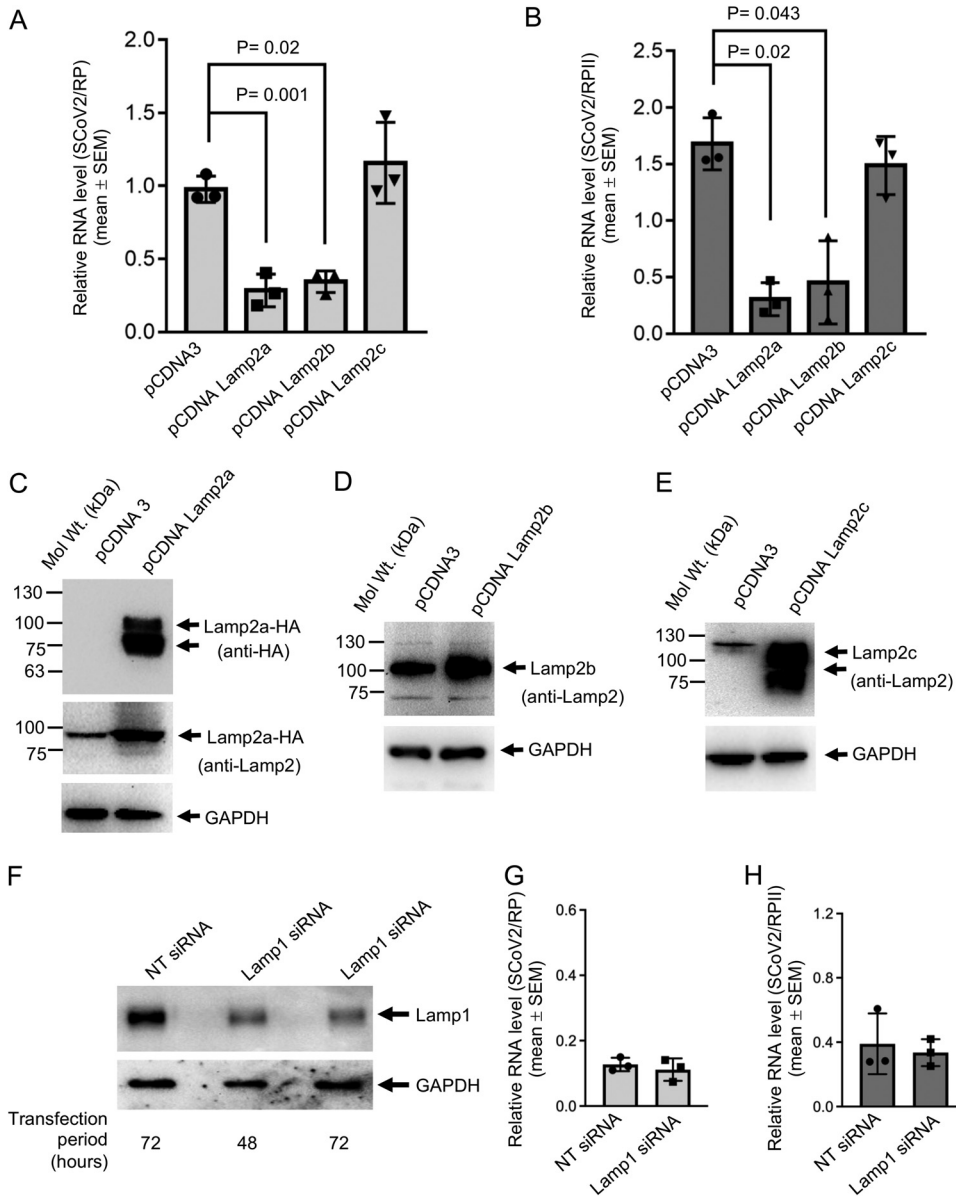 A
P= 0.02
P= 0.001
Relative RNA level (SCoV2/RP)
(mean ± SEM)
2.0
1.5
1.0
0.5
0.0
pCDNA3
pCDNA Lamp2a
pCDNA Lamp2b
pCDNA Lamp2c
B
P= 0.043
P= 0.02
Relative RNA level (SCoV2/RPII)
(mean ± SEM)
2.5
2.0
1.5
1.0
0.5
0.0
pCDNA3
pCDNA Lamp2a
pCDNA Lamp2b
pCDNA Lamp2c
C
Mol Wt. (kDa)
pCDNA 3
pCDNA Lamp2a
130
100
75
63
Lamp2a-HA
(anti-HA)
100
75
Lamp2a-HA
(anti-Lamp2)
GAPDH
D
Mol Wt. (kDa)
pCDNA3
pCDNA Lamp2b
130
100
75
Lamp2b
(anti-Lamp2)
GAPDH
E
Mol Wt. (kDa)
pCDNA3
pCDNA Lamp2c
130
100
75
Lamp2c
(anti-Lamp2)
GAPDH
F
NT siRNA
Lamp1 siRNA
Lamp1 siRNA
Lamp1
GAPDH
Transfection
period
(hours)
72
48
72
G
Relative RNA level (SCoV2/RP)
(mean ± SEM)
0.6
0.4
0.2
0.0
NT siRNA
Lamp1 siRNA
H
Relative RNA level (SCoV2/RPII)
(mean ± SEM)
1.2
0.8
0.4
0.0
NT siRNA
Lamp1 siRNA